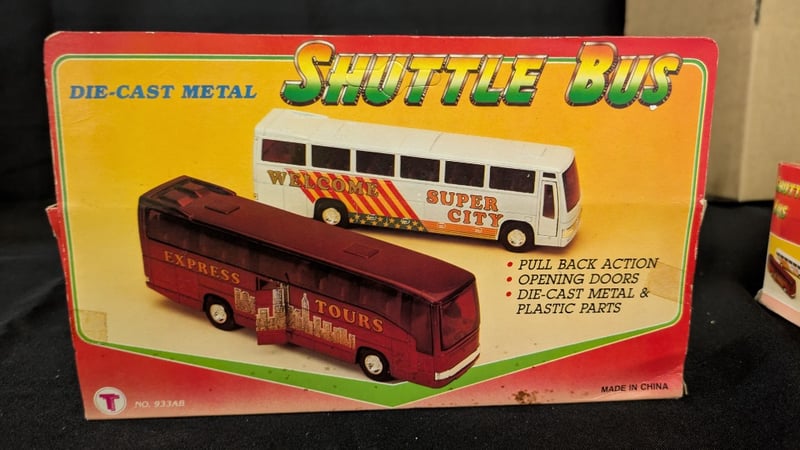 DIE-CAST METAL
SHUTTLE BUS
WELCOME
SUPER
CITY
EXPRESS
TOURS
• PULL BACK ACTION
• OPENING DOORS
• DIE-CAST METAL &
PLASTIC PARTS
T
NO. 933AB
MADE IN CHINA